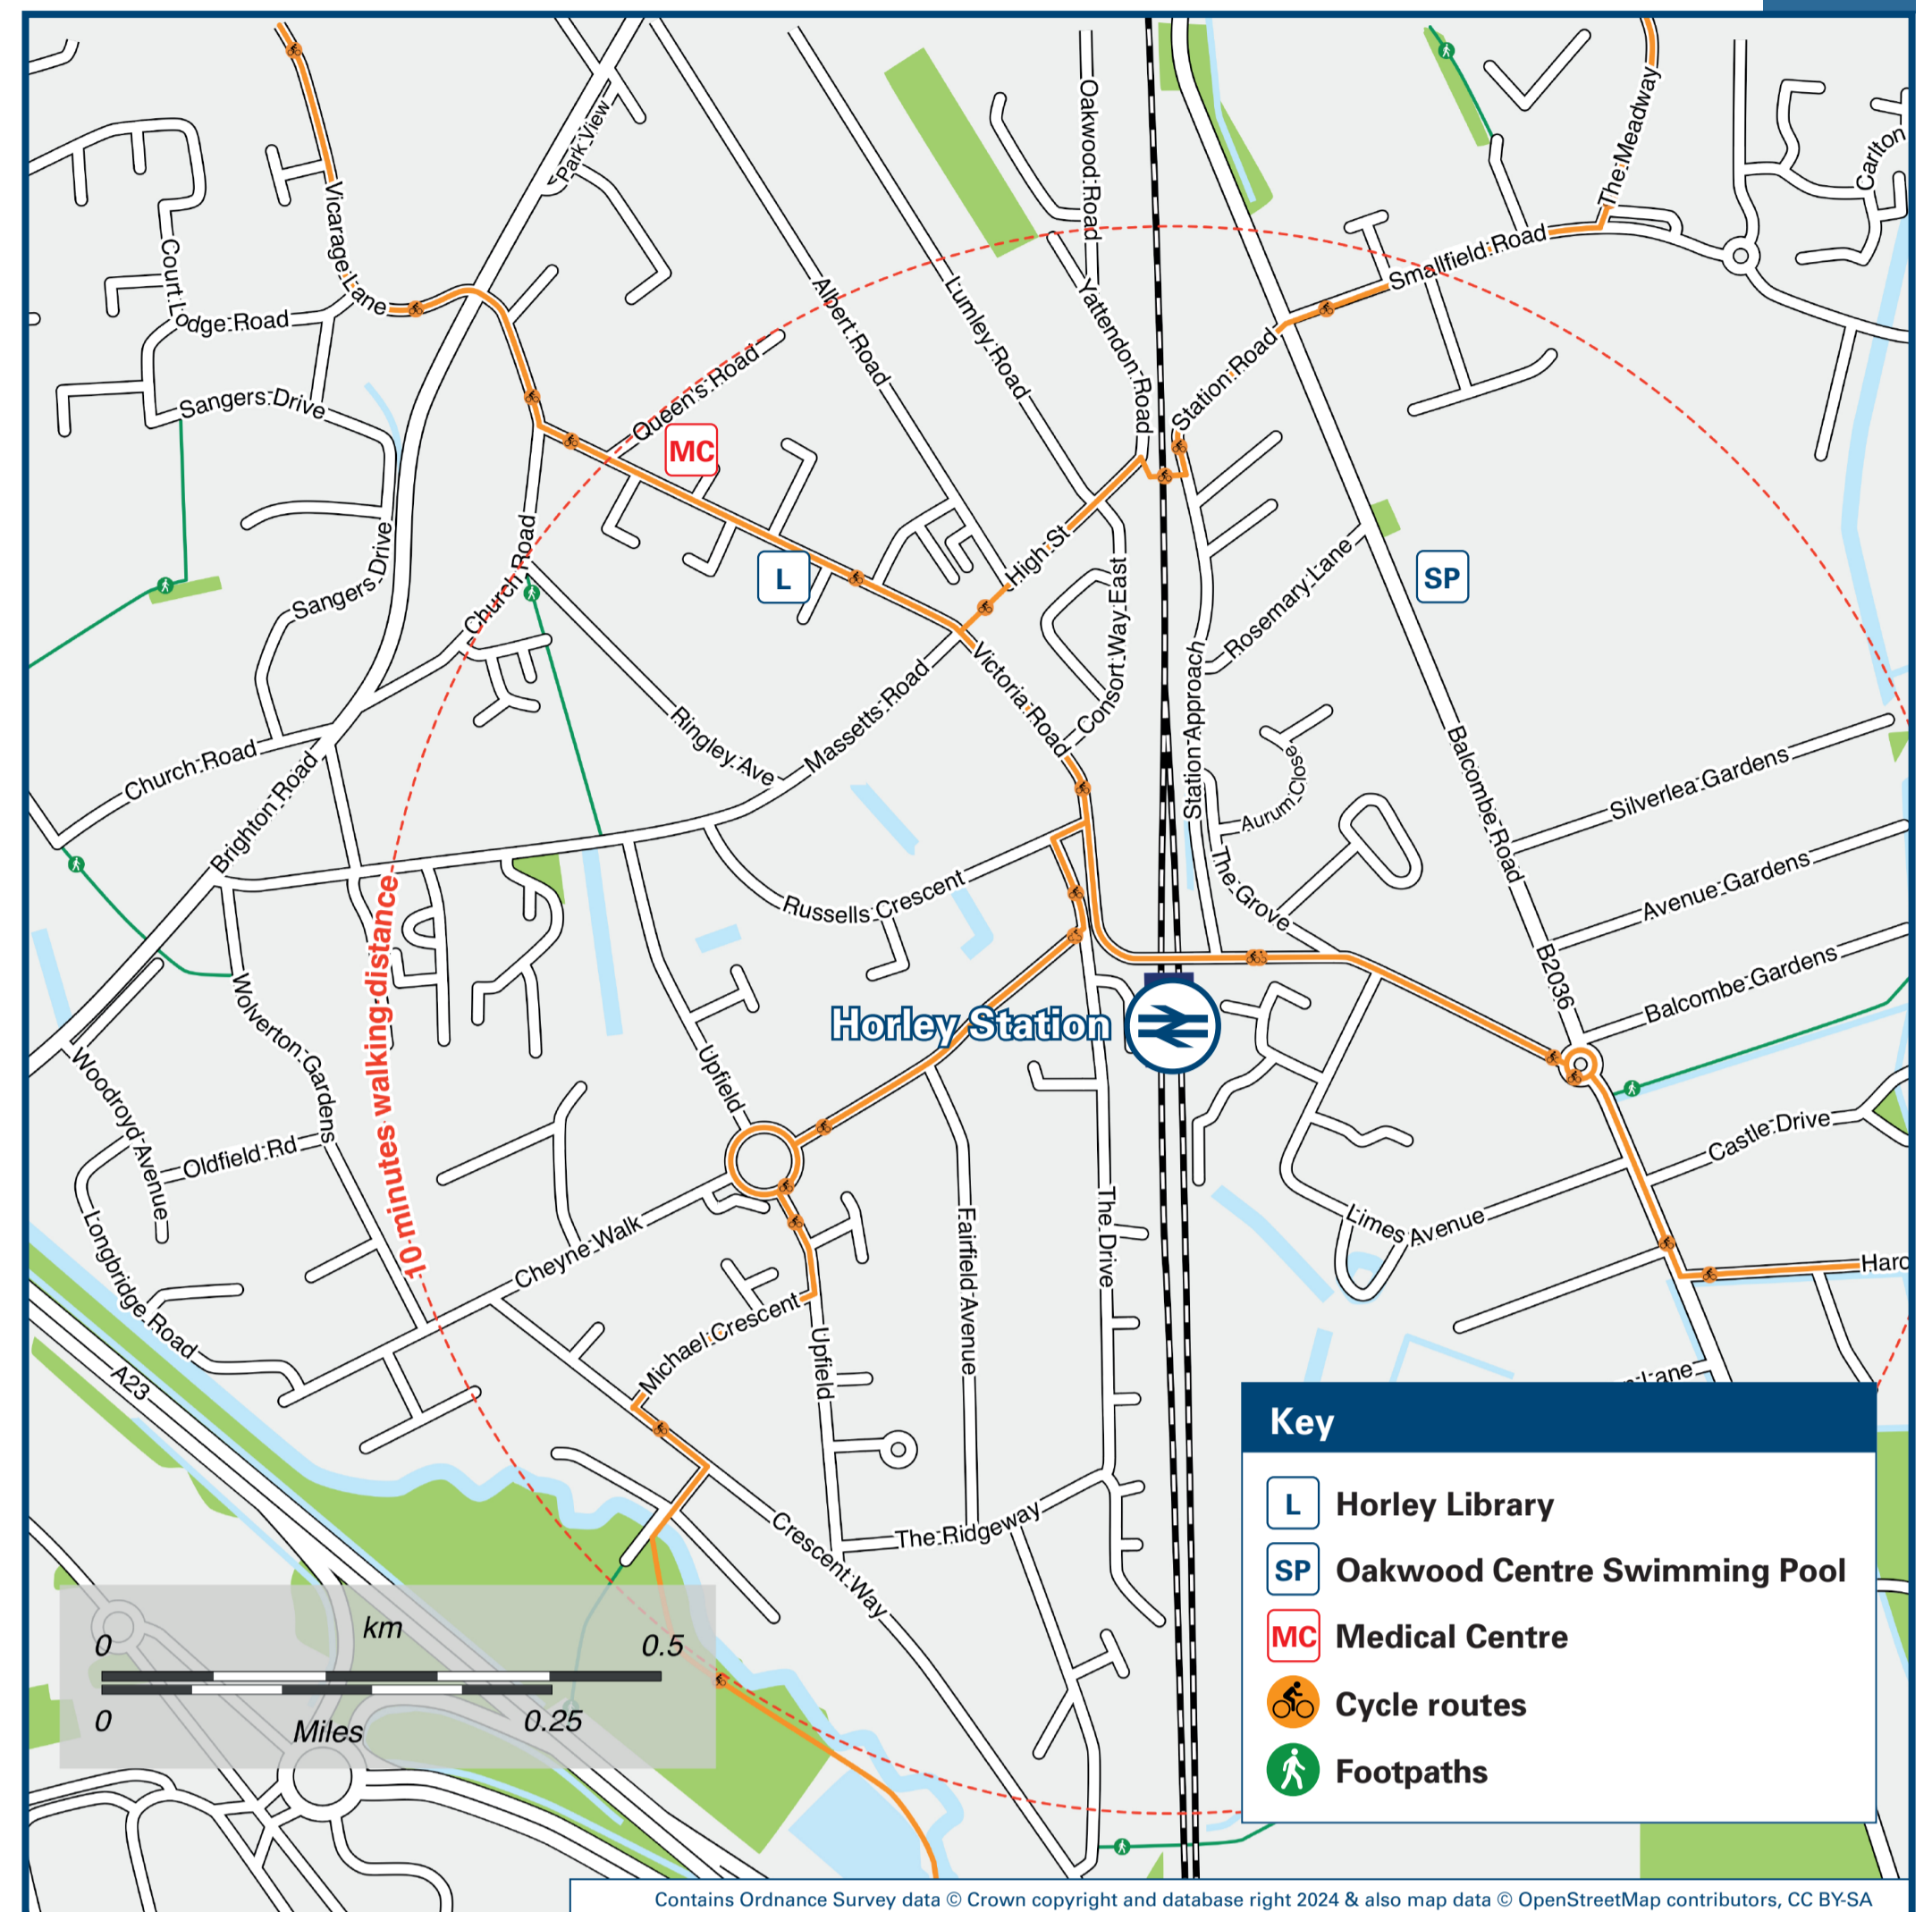 Park View
Oakwood Road
The Meadway
Carlton
Vicarage Lane
Court Lodge Road
Smallfield Road
Albert Road
Lumley Road
Yattendon Road
Station Road
Queen's Road
Sangers Drive
MC
L
SP
High St
Church Road
Sangers Drive
Rosemary Lane
Consort Way East
Station Approach
Victoria Road
Massetts Road
Ringley Ave
Church Road
Brighton Road
Balcombe Road
Aurum Close
Silverlea Gardens
The Grove
Avenue Gardens
Russells Crescent
B2036
Balcombe Gardens
10 minutes walking distance
Wolverton Gardens
Horley Station
Upfield
Woodroyd Avenue
Oldfield Rd
Castle Drive
Longbridge Road
Cheyne Walk
Fairfield Avenue
The Drive
Limes Avenue
Haro
Michael Crescent
Upfield
A23
Lane
The Ridgeway
Crescent Way
Key
L Horley Library
SP Oakwood Centre Swimming Pool
MC Medical Centre
Cycle routes
Footpaths
km
0 0.5
0 0.25
Miles
Contains Ordnance Survey data © Crown copyright and database right 2024 & also map data © OpenStreetMap contributors, CC BY-SA